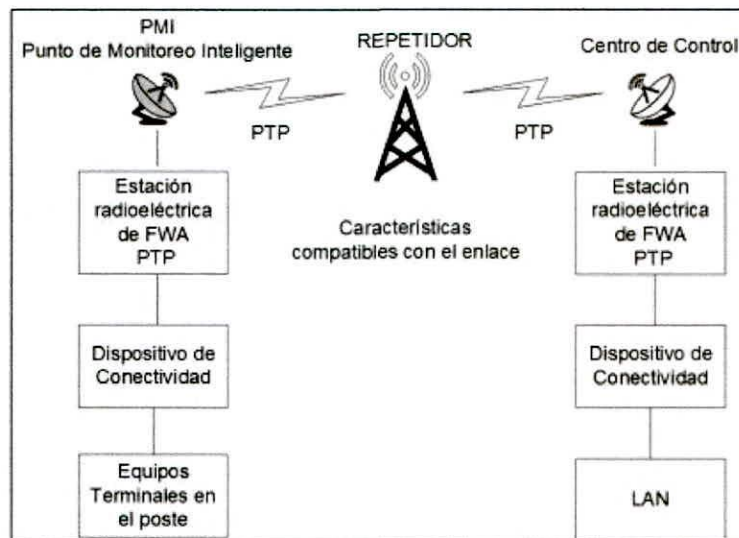 PMI
Punto de Monitoreo Inteligente
REPETIDOR
Centro de Control
PTP
PTP
Estación
radioeléctrica
de FWA
PTP
Características
compatibles con el enlace
Estación
radioeléctrica
de FWA
PTP
Dispositivo de
Conectividad
Dispositivo de
Conectividad
Equipos
Terminales en
el poste
LAN